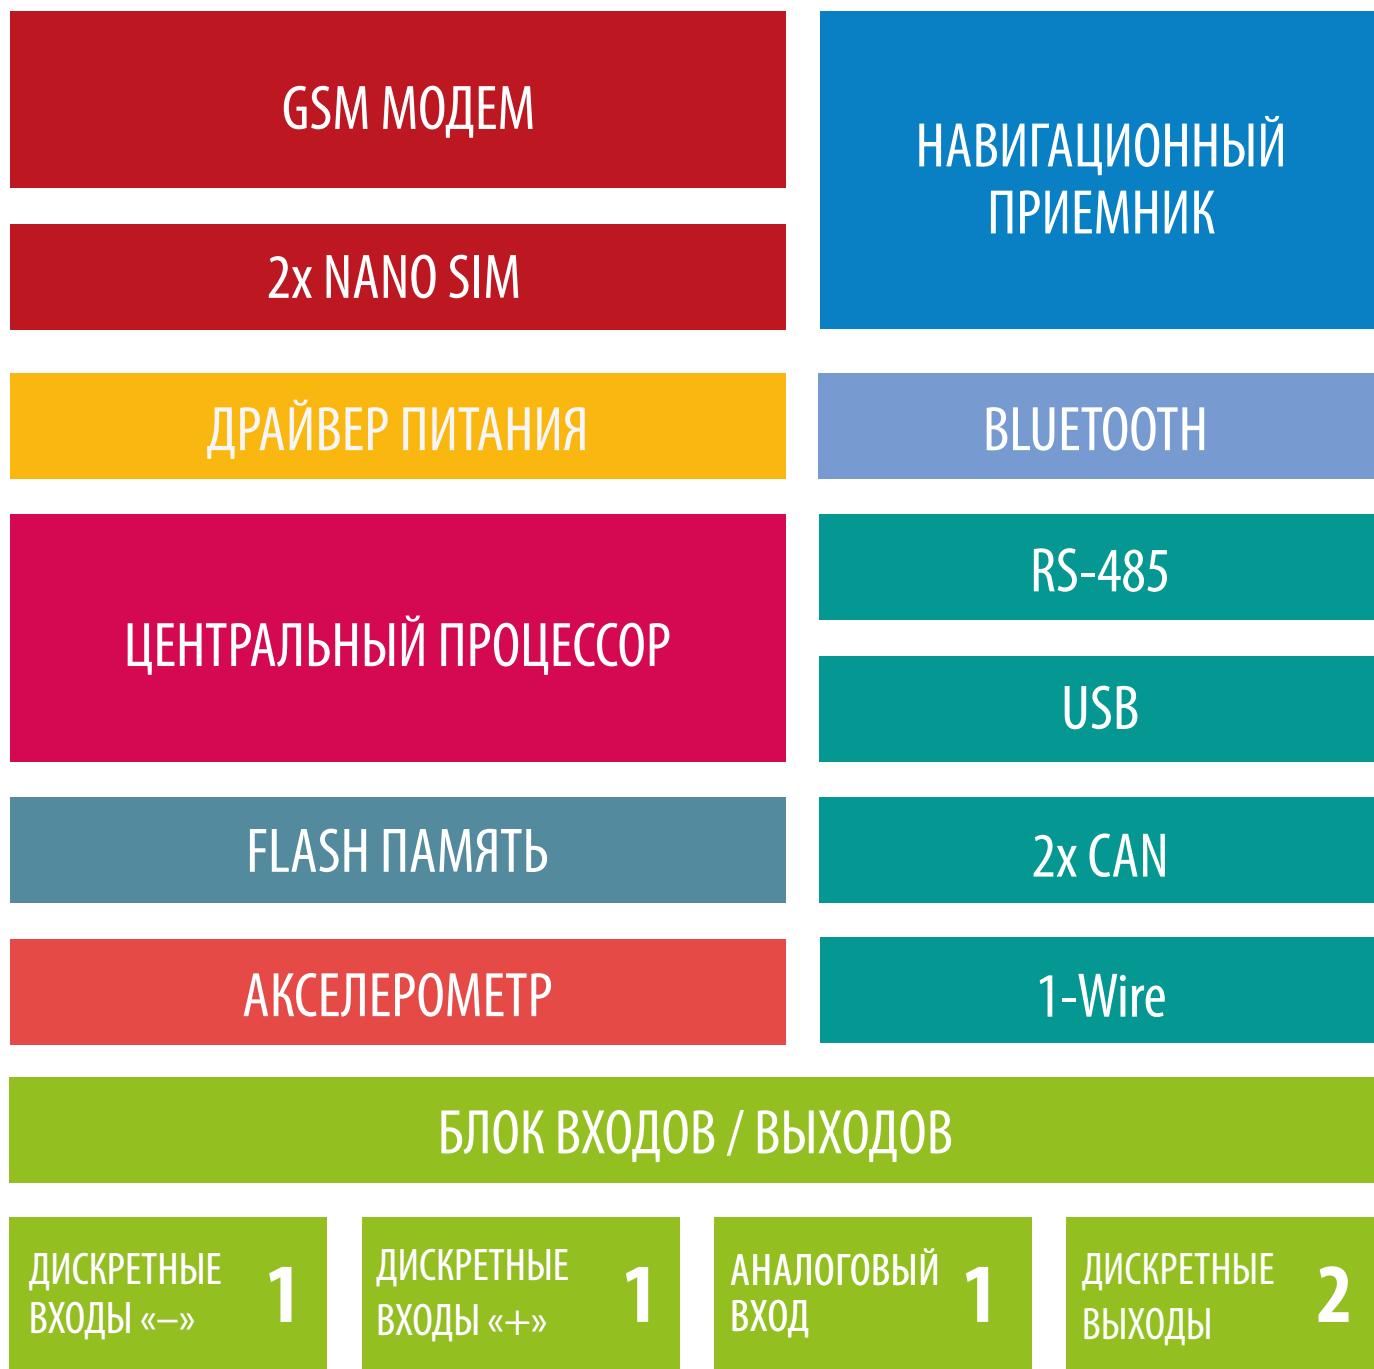 GSM МОДЕМ
НАВИГАЦИОННЫЙ
ПРИЕМНИК
2x NANO SIM
ДРАЙВЕР ПИТАНИЯ
BLUETOOTH
ЦЕНТРАЛЬНЫЙ ПРОЦЕССОР
RS-485
USB
FLASH ПАМЯТЬ
2x CAN
АКСЕЛЕРОМЕТР
1-Wire
БЛОК ВХОДОВ / ВЫХОДОВ
ДИСКРЕТНЫЕ
ВХОДЫ «–»
1
ДИСКРЕТНЫЕ
ВХОДЫ «+»
1
АНАЛОГОВЫЙ
ВХОД
1
ДИСКРЕТНЫЕ
ВЫХОДЫ
2